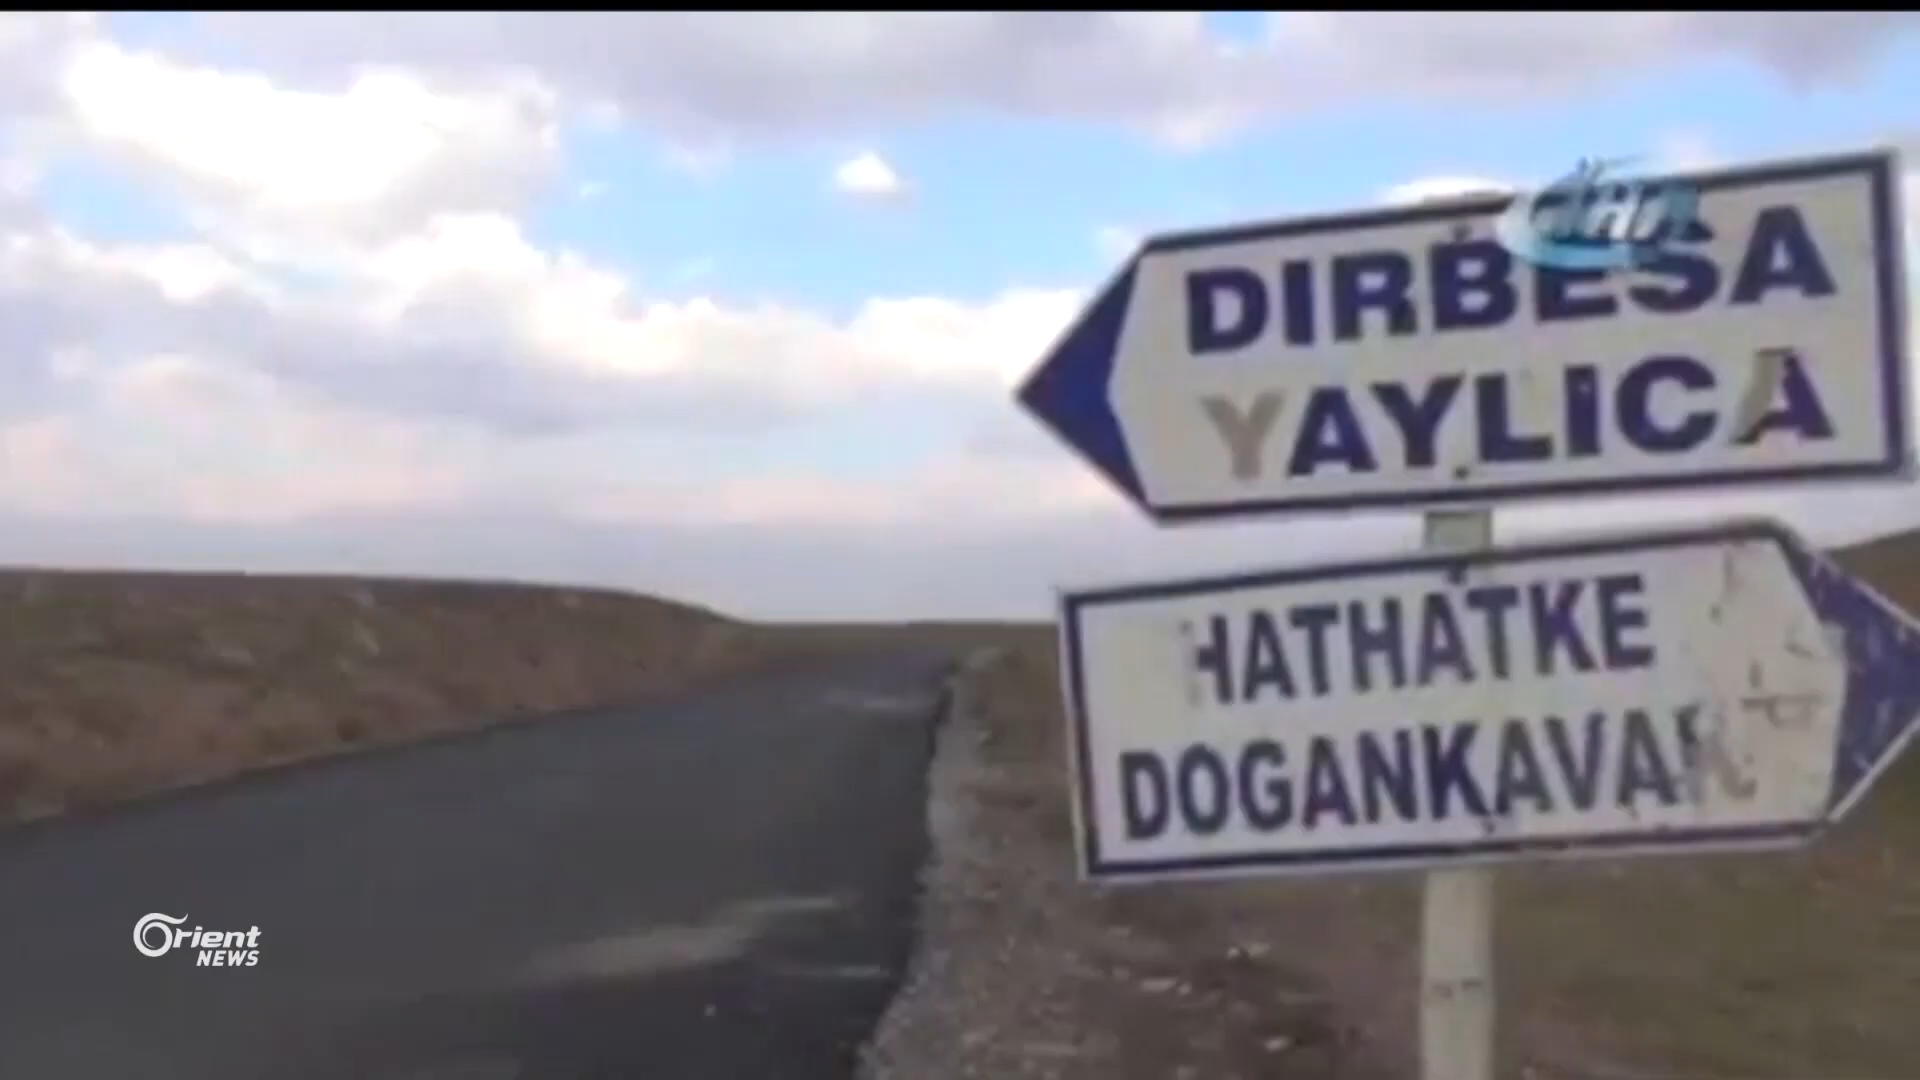 DIRBESA
YAYLICA
HATHATKE
DOGANKAVAK
Orient
NEWS